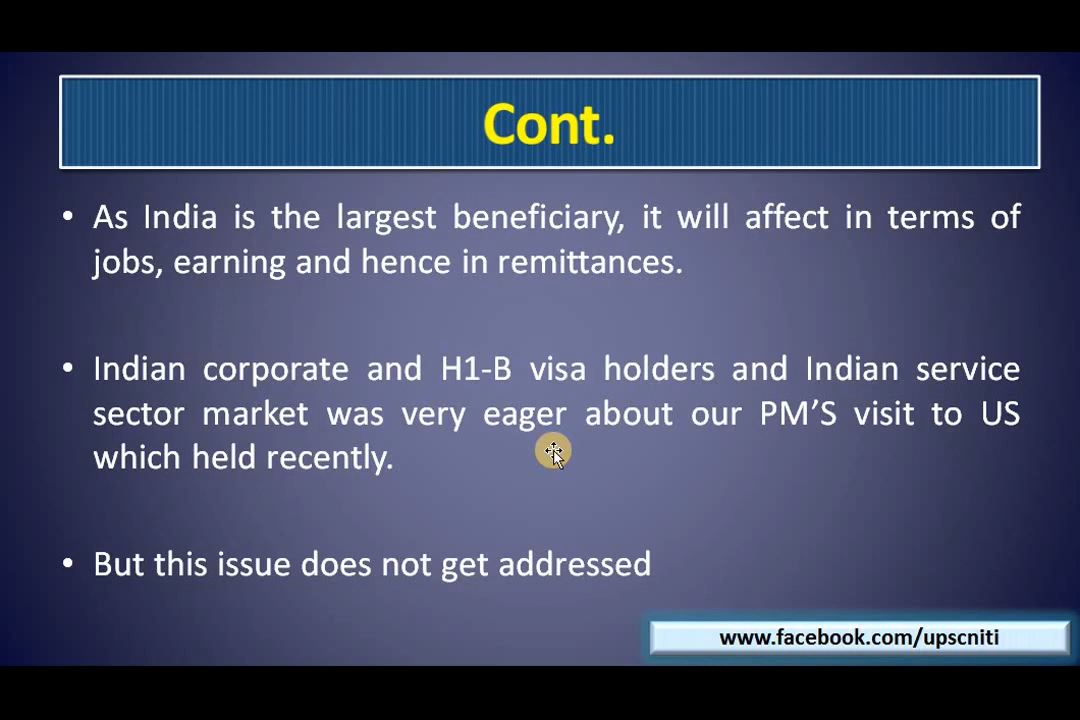 Cont.
• As India is the largest beneficiary, it will affect in terms of
jobs, earning and hence in remittances.
• Indian corporate and H1-B visa holders and Indian service
sector market was very eager about our PM’S visit to US
which held recently.
• But this issue does not get addressed
www.facebook.com/upscniti